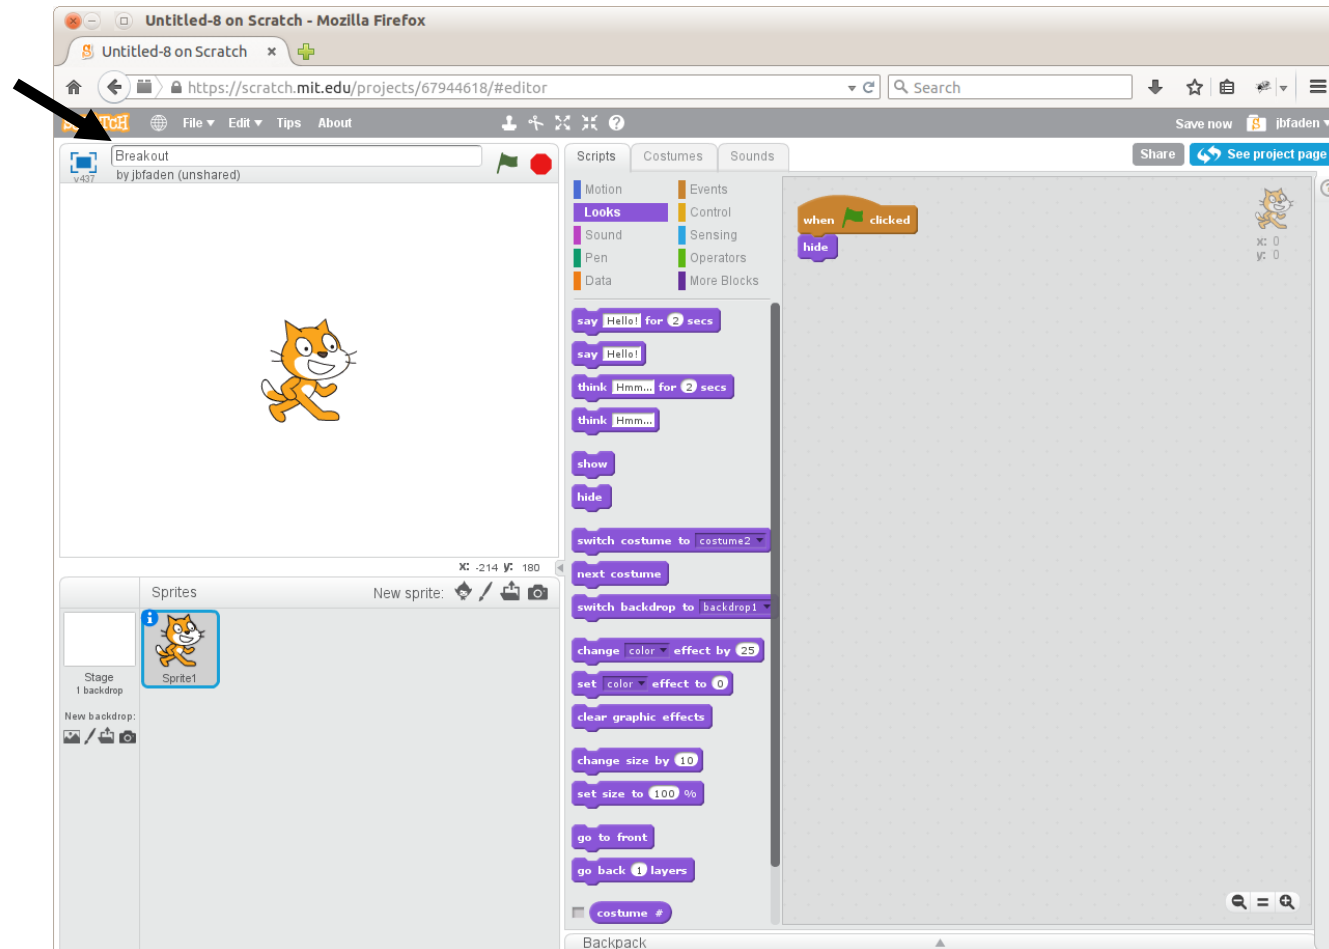 Untitled-8 on Scratch - Mozilla Firefox
Untitled-8 on Scratch
https://scratch.mit.edu/projects/67944618/#editor
Search
File Edit Tips About
Save now jbfaden
Breakout
by jbfaden (unshared)
v437
Scripts Costumes Sounds
Share See project page
Motion Events
Looks Control
Sound Sensing
Pen Operators
Data More Blocks
when clicked
hide
x: 0
y: 0
say Hello! for 2 secs
say Hello!
think Hmm... for 2 secs
think Hmm...
show
hide
switch costume to costume2
next costume
switch backdrop to backdrop1
change color effect by 25
set color effect to 0
clear graphic effects
change size by 10
set size to 100 %
go to front
go back 1 layers
costume #
x: -214 y: 180
Sprites New sprite:
Sprite1
Stage
1 backdrop
New backdrop:
Backpack